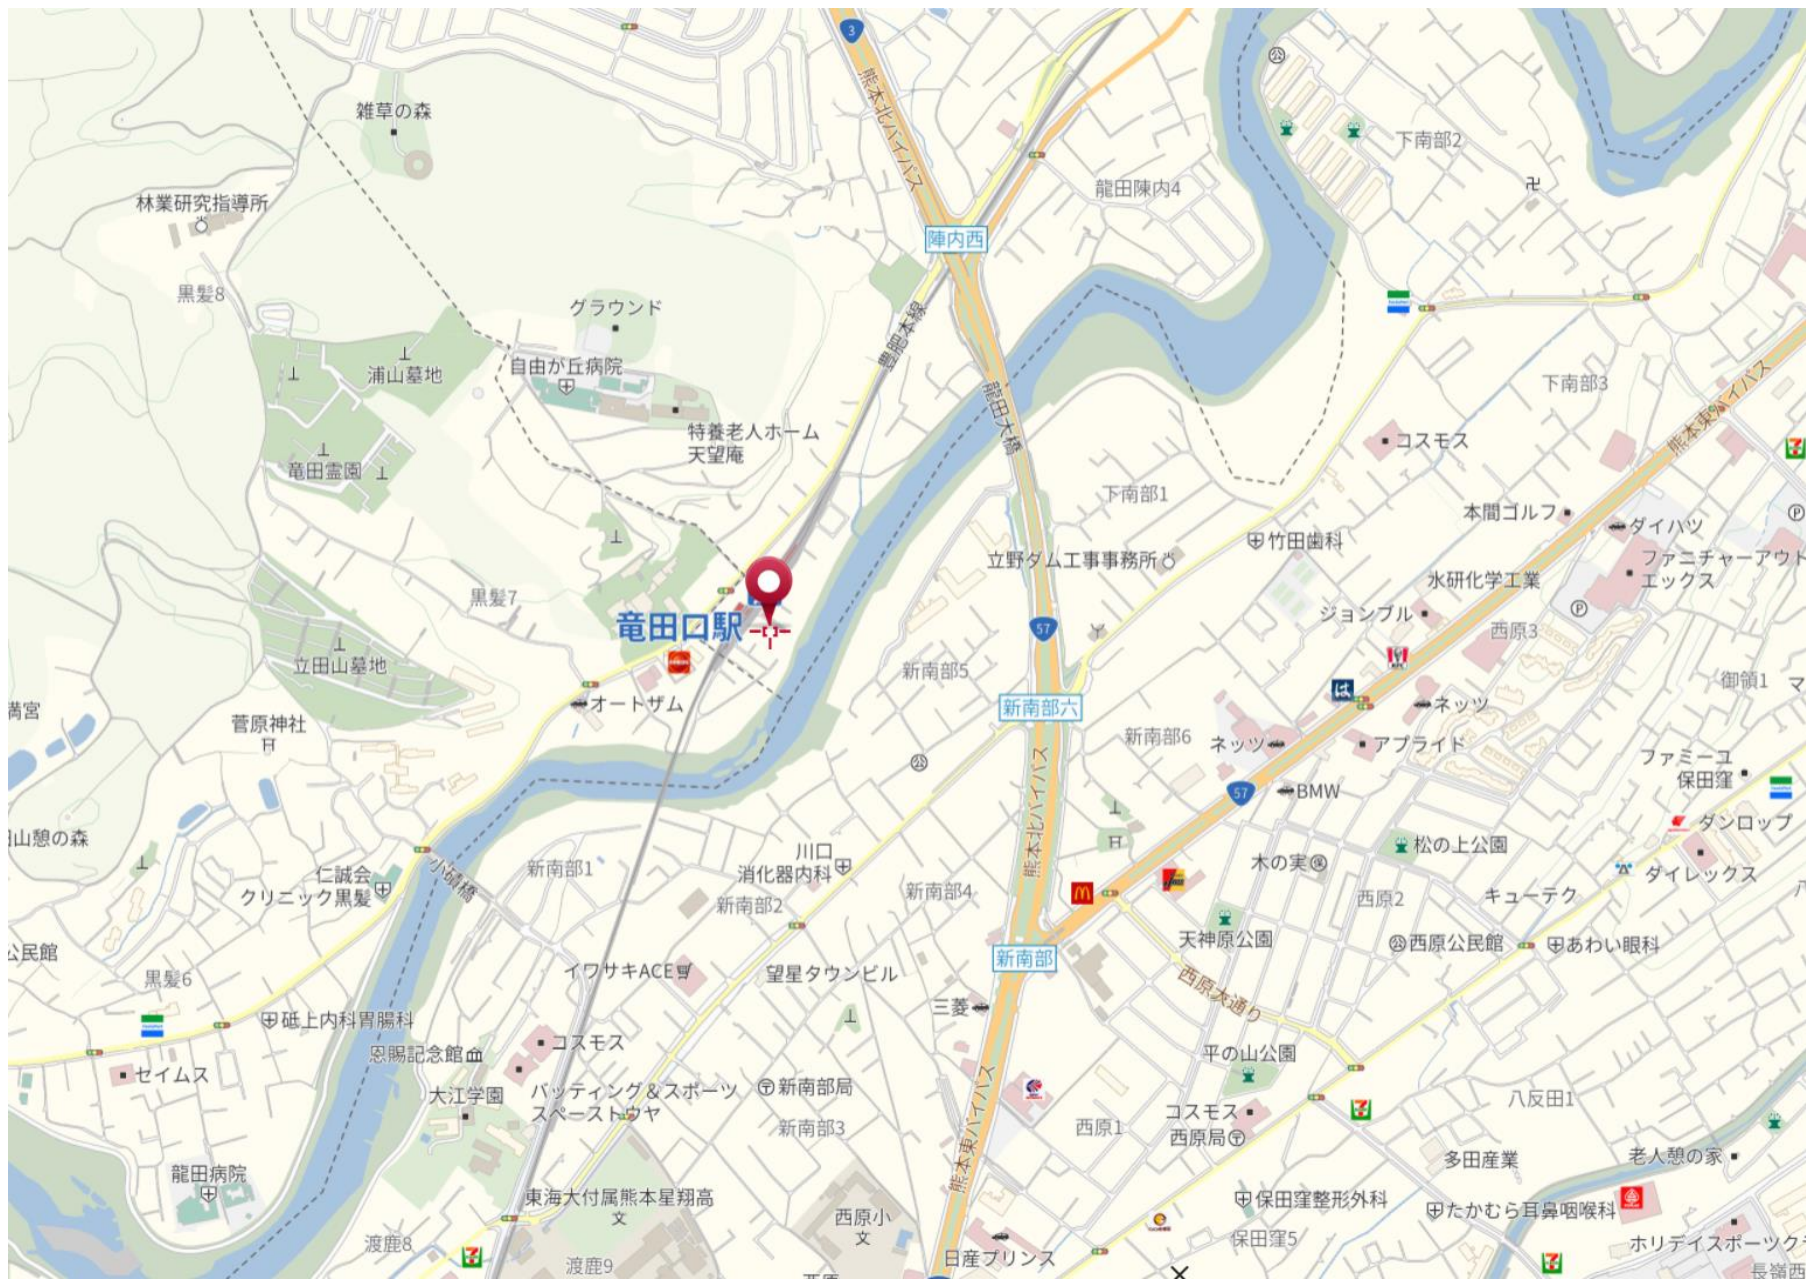 3
熊本北バイパス
雑草の森
下南部2
林業研究指導所
龍田陳内4
陣内西
黒髪8
グラウンド
豊肥本線
自由が丘病院
浦山墓地
下南部3
熊本東バイパス
龍田大橋
特養老人ホーム
天望庵
コスモス
竜田霊園
下南部1
本間ゴルフ
P
ダイハツ
竹田歯科
立野ダム工事事務所
ファニチャーアウト
エックス
水研化学工業
黒髪7
P
ジョンブル
竜田口駅
57
西原3
KFC
立田山墓地
新南部5
御領1
マ
は
オートザム
新南部六
ネッツ
満宮
菅原神社
新南部6
ネッツ
アプライド
ファミーユ
保田窪
熊本北バイパス
57
BMW
ダンロップ
山憩の森
小磧橋
川口
消化器内科
松の上公園
新南部1
木の実
ダイレックス
仁誠会
クリニック黒髪
新南部4
新南部2
西原2
キューテク
天神原公園
西原公民館
あわい眼科
公民館
新南部
黒髪6
イワサキACE
望星タウンビル
西原大通り
三菱
砥上内科胃腸科
コスモス
恩賜記念館
平の山公園
セイムス
大江学園
バッティング＆スポーツ
スペーストウヤ
新南部局
八反田1
コスモス
新南部3
西原1
西原局
熊本東バイパス
多田産業
老人憩の家
龍田病院
東海大付属熊本星翔高
文
保田窪整形外科
たかむら耳鼻咽喉科
西原小
文
渡鹿8
保田窪5
ホリデイスポーツク
日産プリンス
渡鹿9
長嶺西